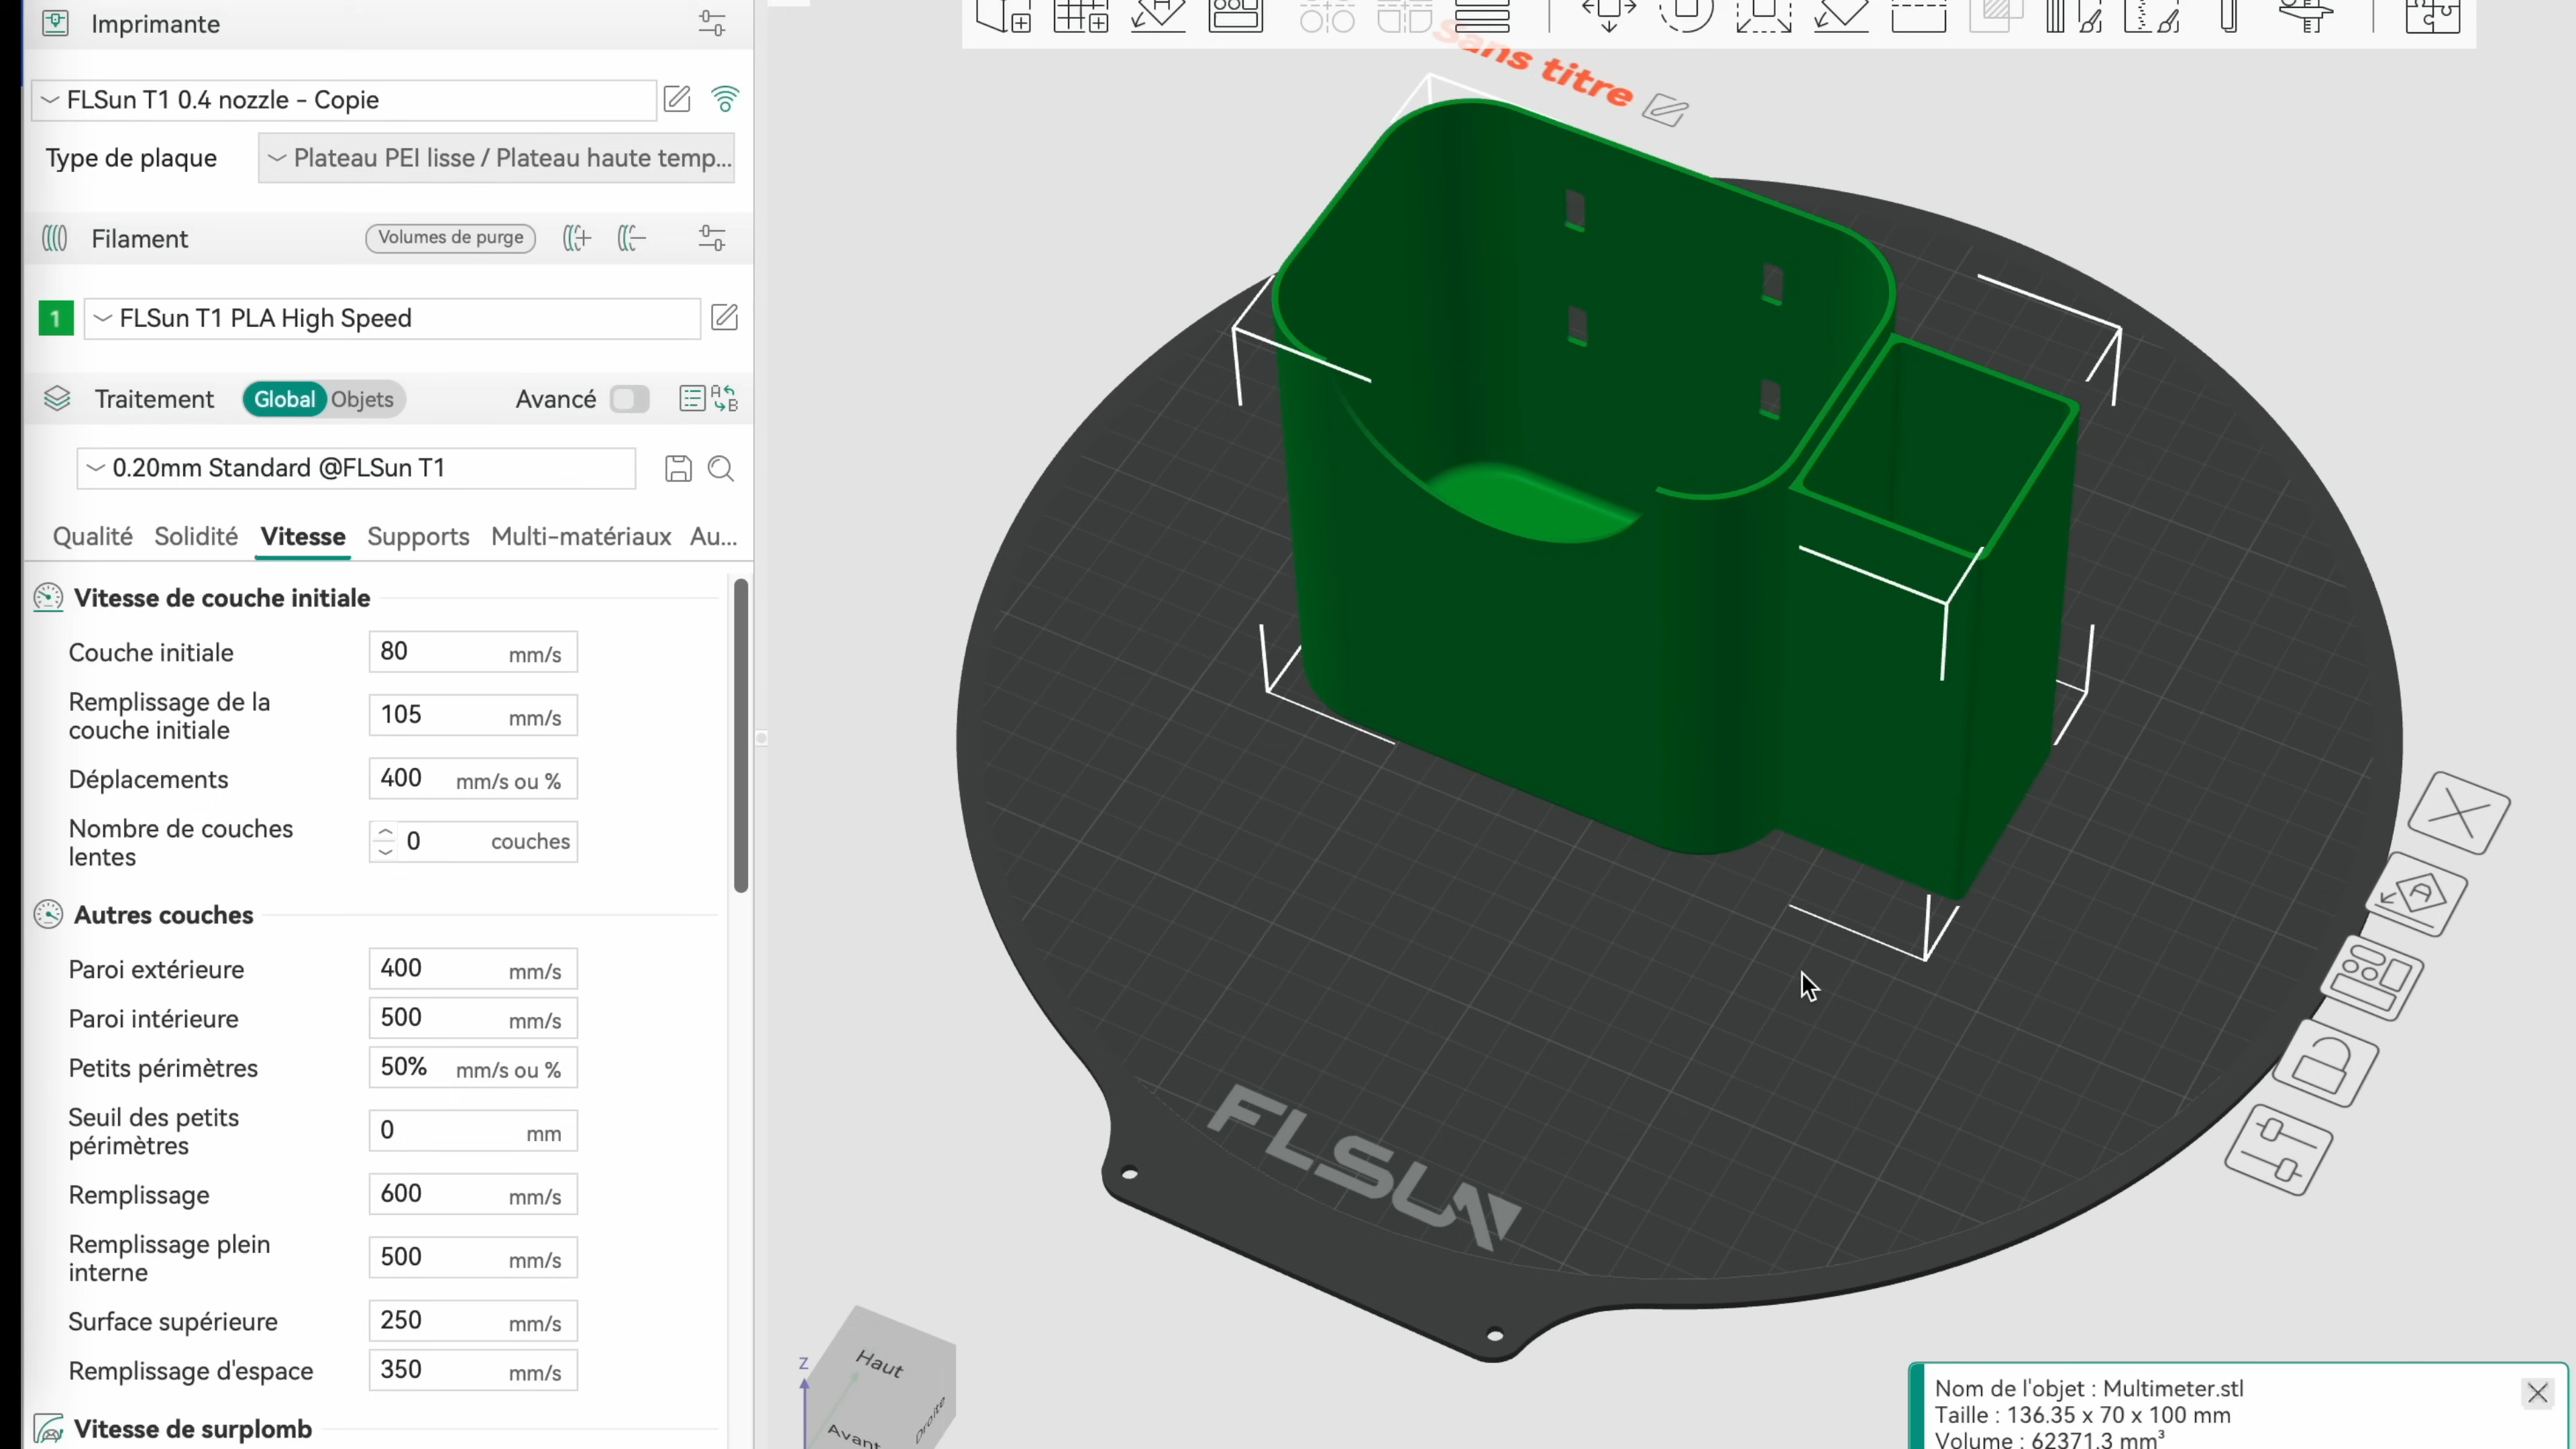 Imprimante
FLSun T1 0.4 nozzle - Copie
Type de plaque
Plateau PEI lisse / Plateau haute temp...
Filament
Volumes de purge
1
FLSun T1 PLA High Speed
Traitement
Global
Objets
Avancé
0.20mm Standard @FLSun T1
Qualité
Solidité
Vitesse
Supports
Multi-matériaux
Au...
Vitesse de couche initiale
Couche initiale
80 mm/s
Remplissage de la
couche initiale
105 mm/s
Déplacements
400 mm/s ou %
Nombre de couches
lentes
0 couches
Autres couches
Paroi extérieure
400 mm/s
Paroi intérieure
500 mm/s
Petits périmètres
50% mm/s ou %
Seuil des petits
périmètres
0 mm
Remplissage
600 mm/s
Remplissage plein
interne
500 mm/s
Surface supérieure
250 mm/s
Remplissage d'espace
350 mm/s
Vitesse de surplomb
Sans titre
FLSUN
Z
Haut
Avant
Droite
Nom de l'objet : Multimeter.stl
Taille : 136.35 x 70 x 100 mm
Volume : 62371.3 mm³